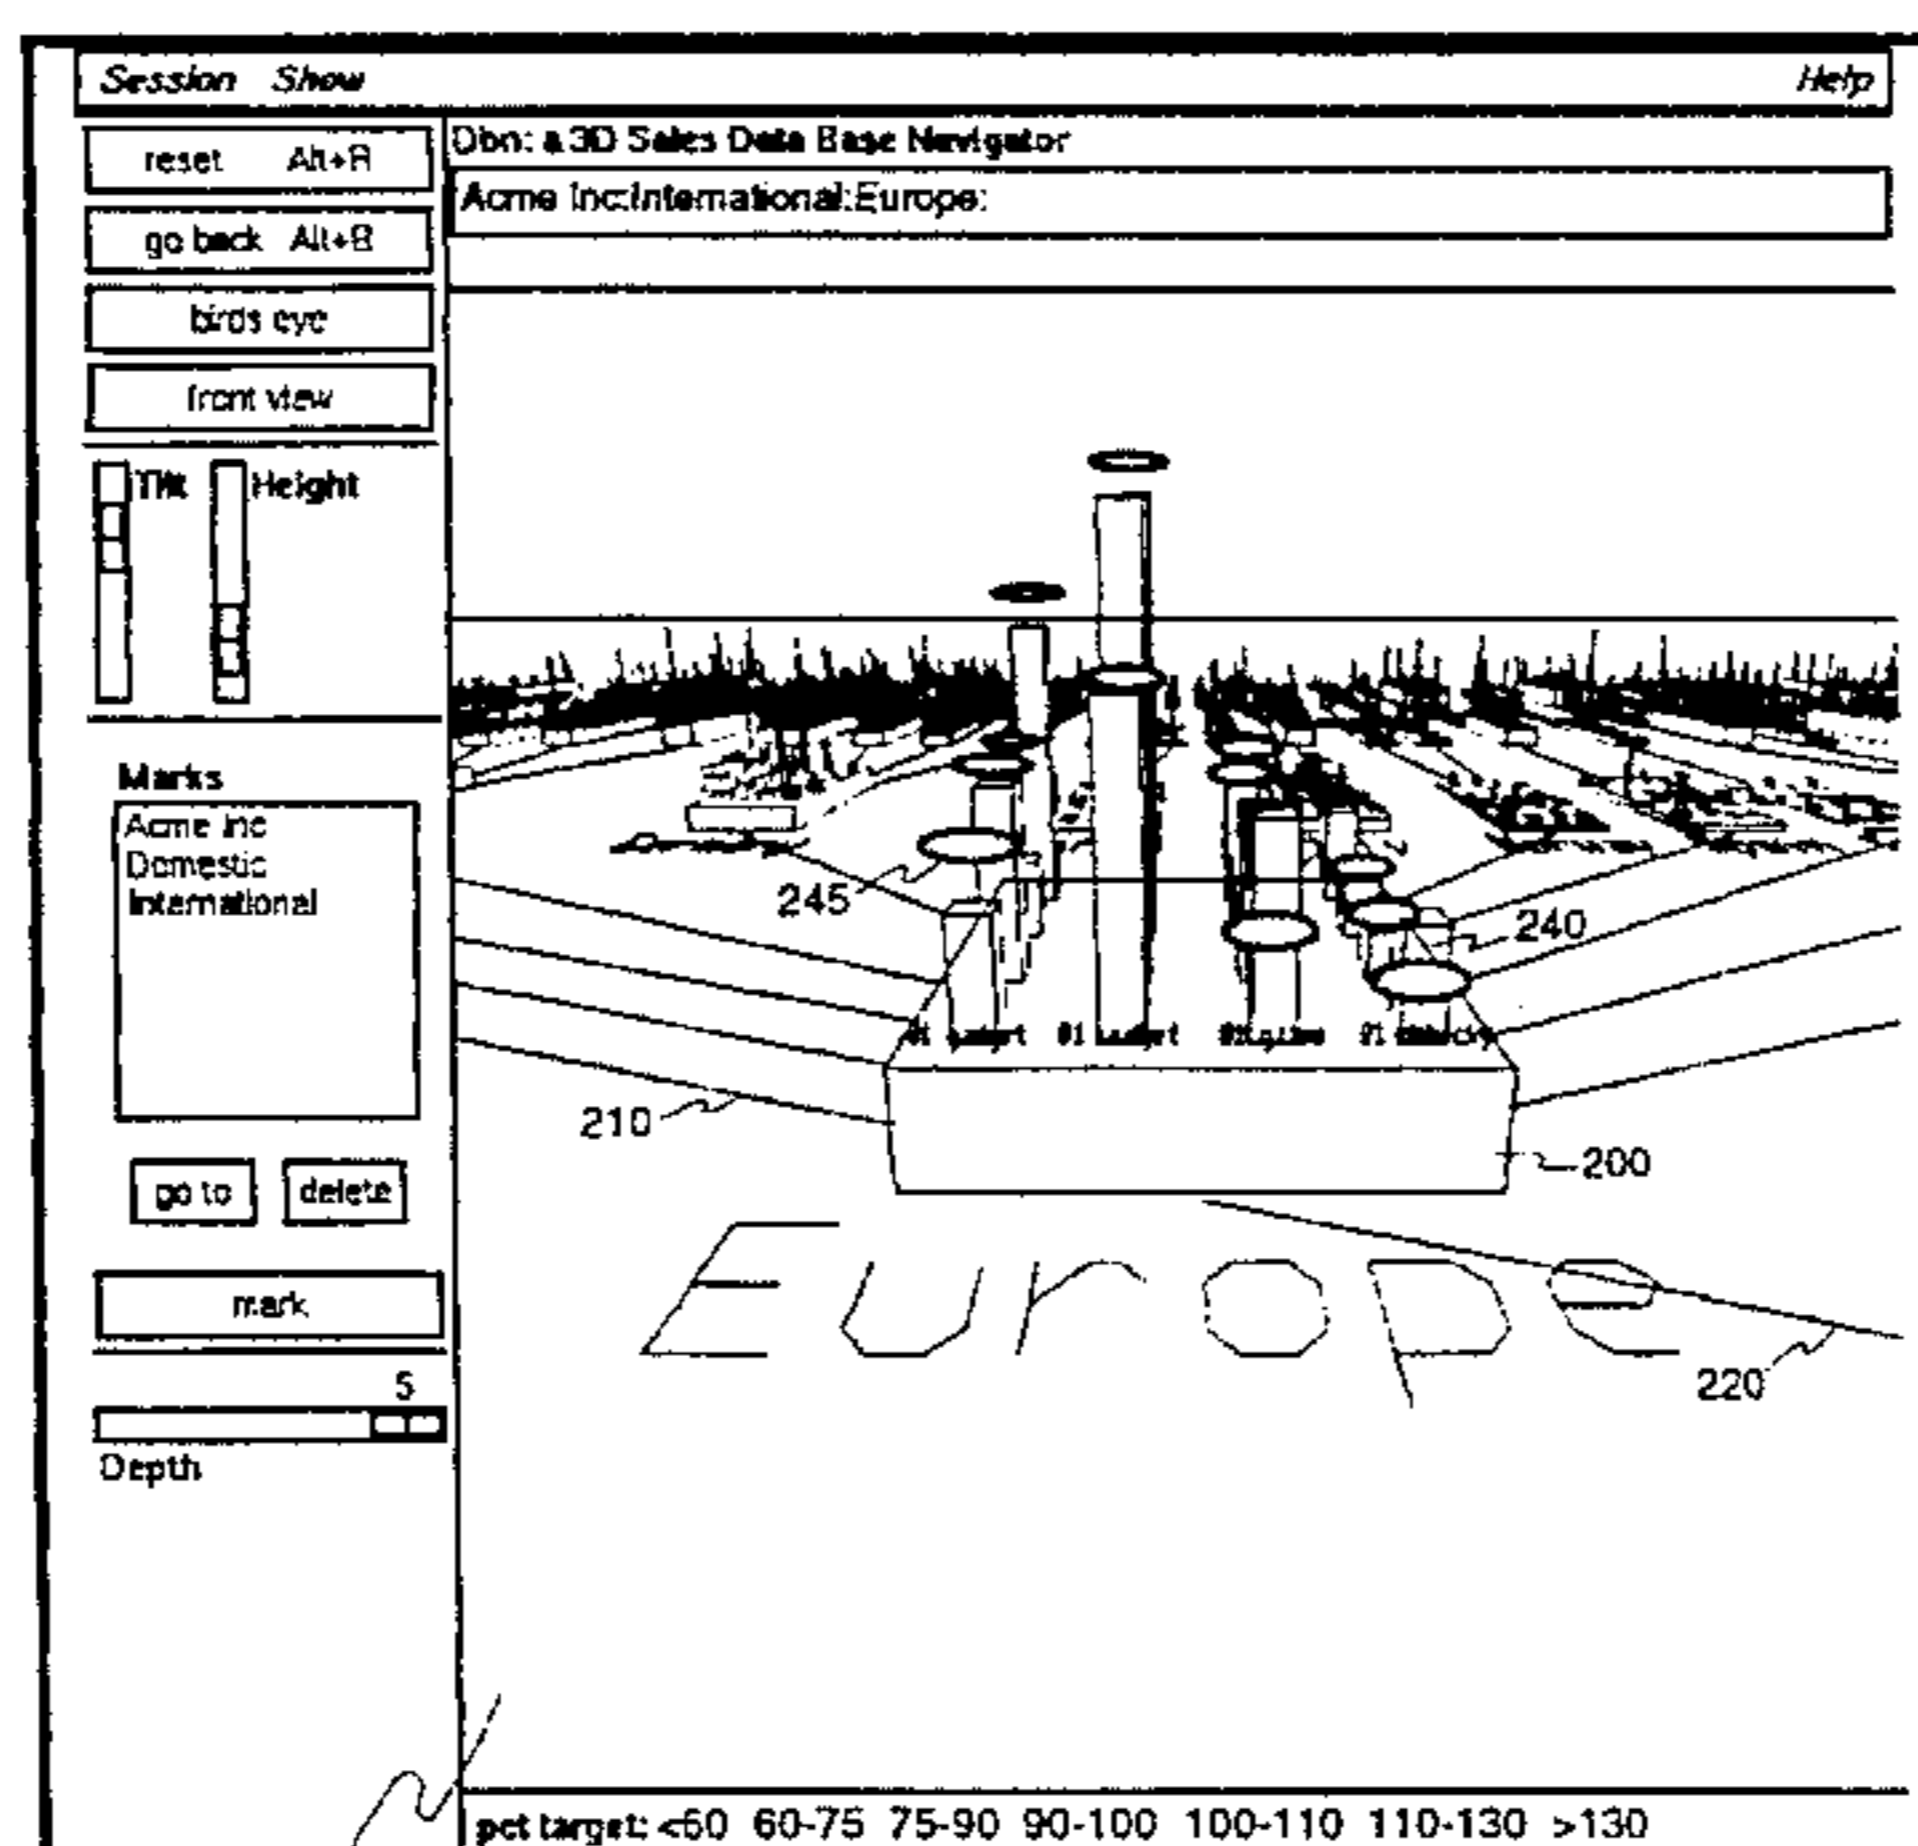 Session Show Help
reset Alt+R
go back Alt+B
birds eye
front view
Tilt Height
Marks
Acme Inc
Domestic
International
go to delete
mark
5
Depth
Dbn: a 3D Sales Data Base Navigator
Acme Inc:International:Europe:
245
240
210
200
Europe
220
pct target: <60 60-75 75-90 90-100 100-110 110-130 >130